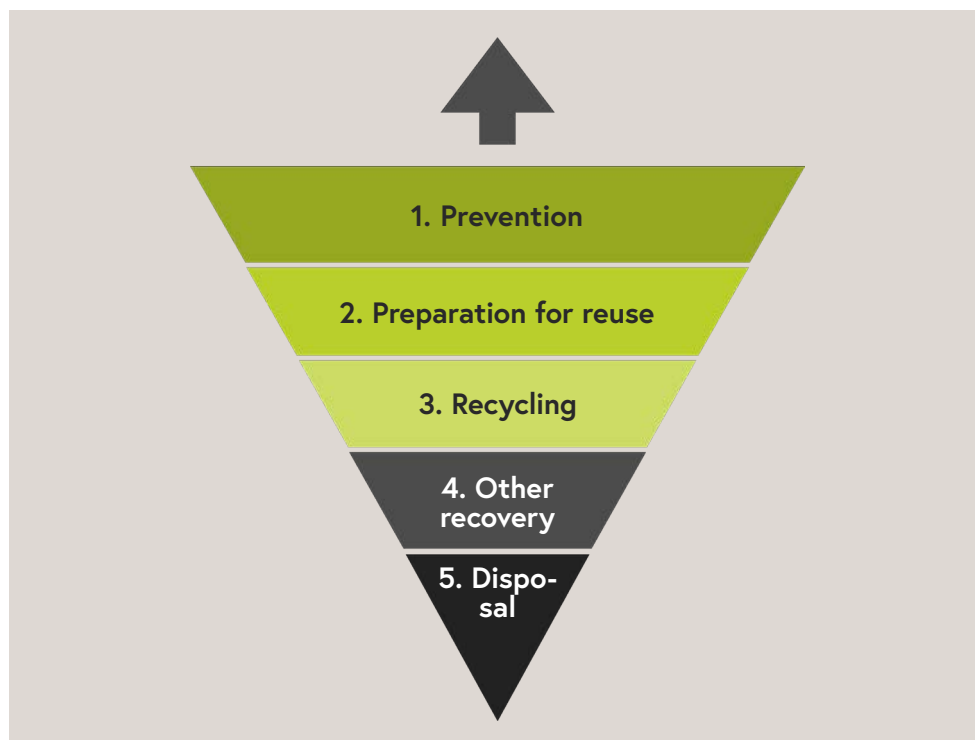 1. Prevention
2. Preparation for reuse
3. Recycling
4. Other
recovery
5. Dispo-
sal